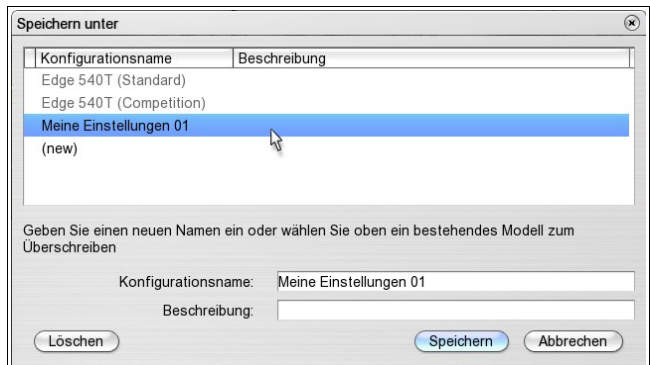 Speichern unter
Konfigurationsname Beschreibung
Edge 540T (Standard)
Edge 540T (Competition)
Meine Einstellungen 01
(new)
Geben Sie einen neuen Namen ein oder wählen Sie oben ein bestehendes Modell zum
Überschreiben
Konfigurationsname: Meine Einstellungen 01
Beschreibung:
Löschen Speichern Abbrechen